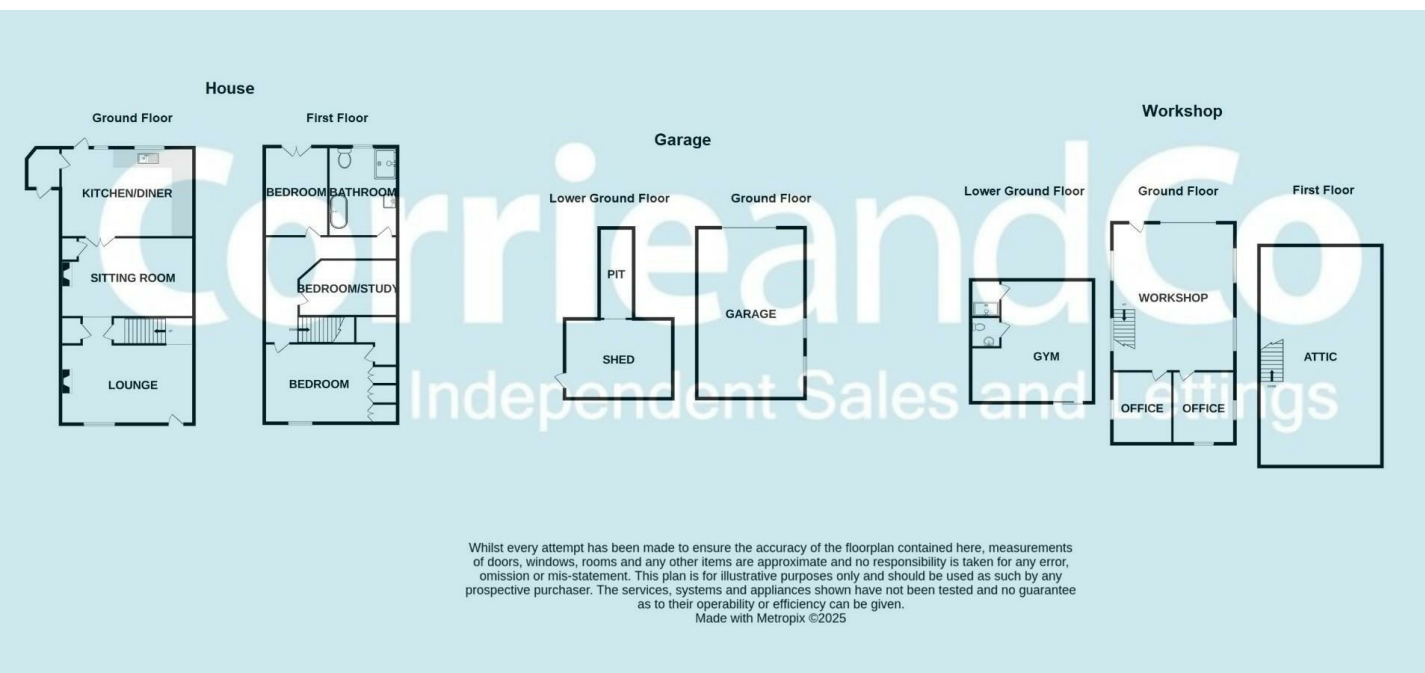 House
Ground Floor
First Floor
KITCHEN/DINER
SITTING ROOM
LOUNGE
BEDROOM
BATHROOM
BEDROOM/STUDY
BEDROOM
Garage
Lower Ground Floor
Ground Floor
PIT
SHED
GARAGE
Workshop
Lower Ground Floor
Ground Floor
First Floor
GYM
WORKSHOP
OFFICE
OFFICE
ATTIC
CorrieandCo
Independent Sales and Lettings
Whilst every attempt has been made to ensure the accuracy of the floorplan contained here, measurements
of doors, windows, rooms and any other items are approximate and no responsibility is taken for any error,
omission or mis-statement. This plan is for illustrative purposes only and should be used as such by any
prospective purchaser. The services, systems and appliances shown have not been tested and no guarantee
as to their operability or efficiency can be given.
Made with Metropix ©2025